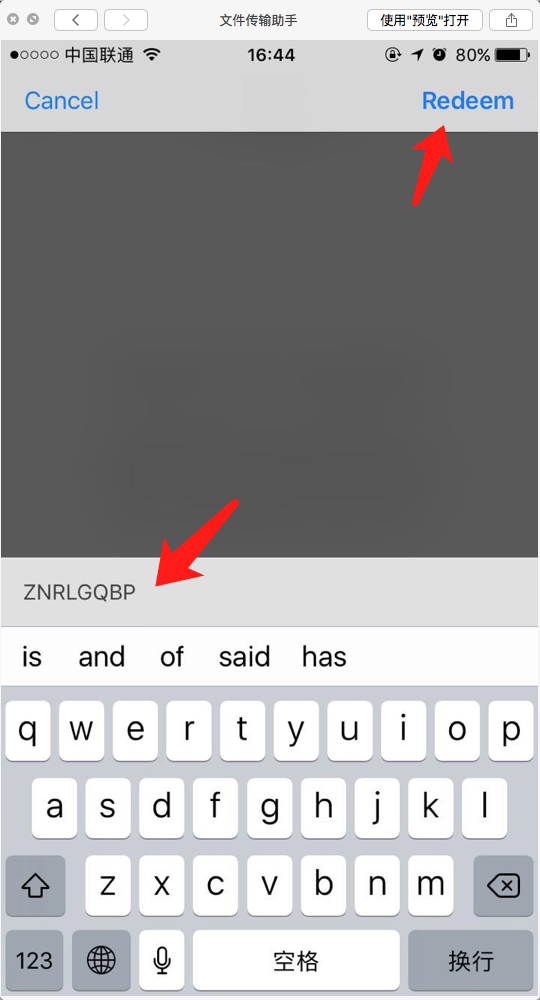 文件传输助手
使用"预览"打开
中国联通 16:44 80%
Cancel Redeem
ZNRLGQBP
is and of said has
q w e r t y u i o p
a s d f g h j k l
z x c v b n m
123 空格 换行